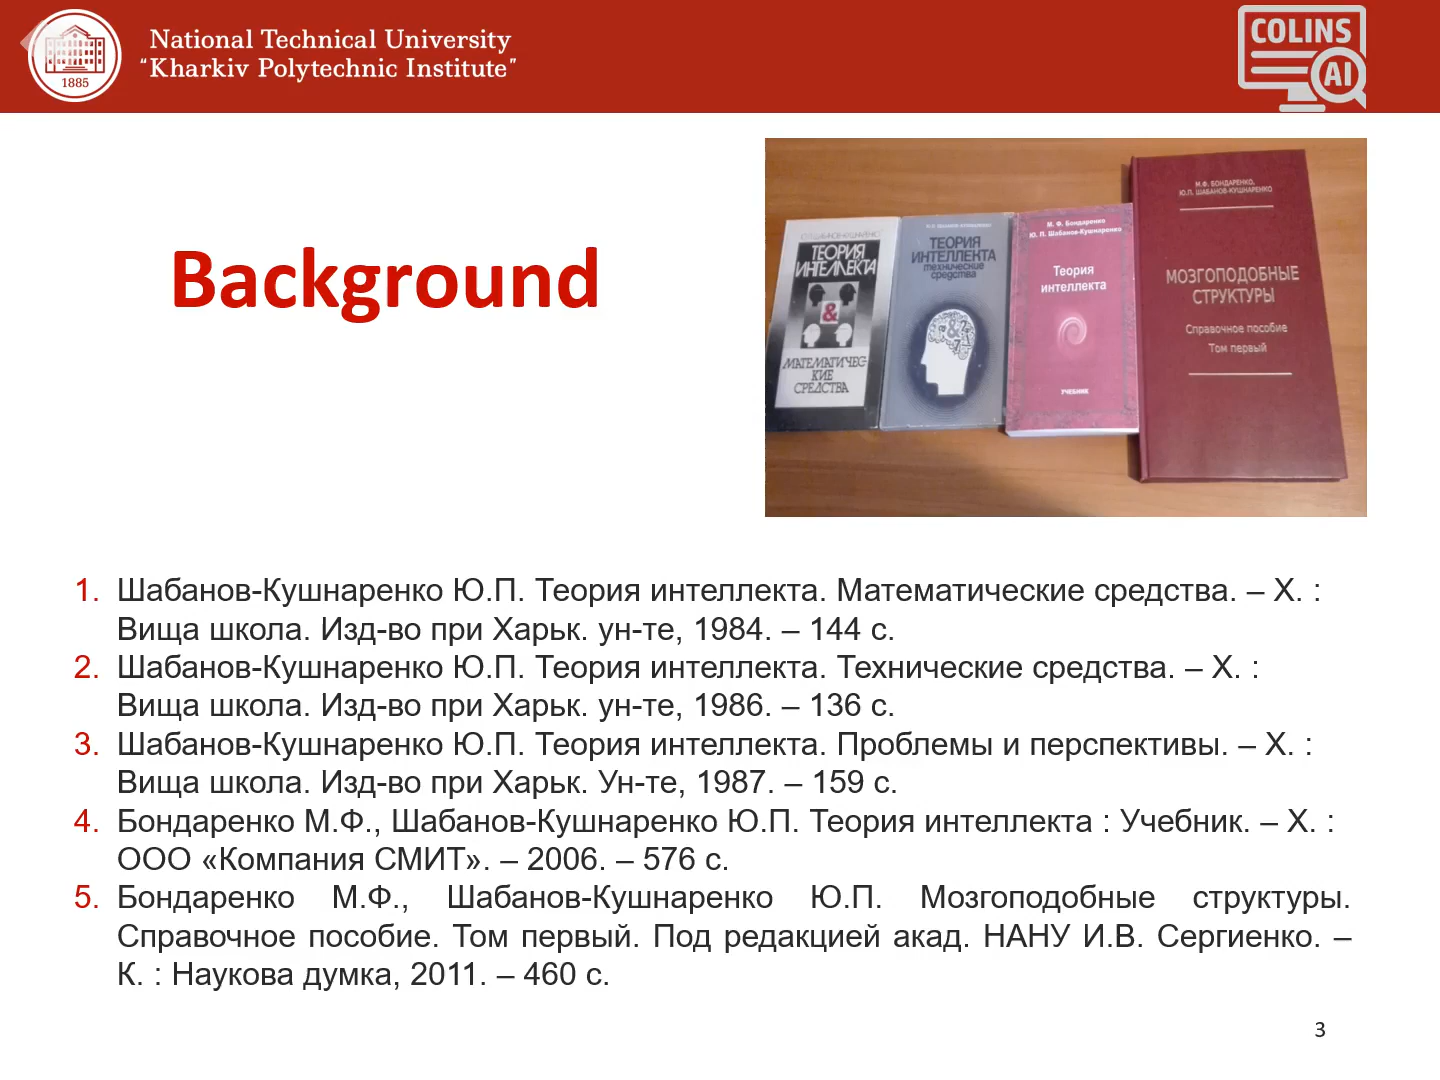 National Technical University
“Kharkiv Polytechnic Institute”
1885
COLINS
AI
Background
ТЕОРИЯ
ИНТЕЛЛЕКТА
&
МАТЕМАТИЧЕС-
КИЕ
СРЕДСТВА
ТЕОРИЯ
ИНТЕЛЛЕКТА
технические
средства
М. Ф. Бондаренко
Ю. П. Шабанов-Кушнаренко
Теория
интеллекта
УЧЕБНИК
М.Ф. БОНДАРЕНКО,
Ю.П. ШАБАНОВ-КУШНАРЕНКО
МОЗГОПОДОБНЫЕ
СТРУКТУРЫ
Справочное пособие
Том первый
1. Шабанов-Кушнаренко Ю.П. Теория интеллекта. Математические средства. – Х. :
Вища школа. Изд-во при Харьк. ун-те, 1984. – 144 с.
2. Шабанов-Кушнаренко Ю.П. Теория интеллекта. Технические средства. – Х. :
Вища школа. Изд-во при Харьк. ун-те, 1986. – 136 с.
3. Шабанов-Кушнаренко Ю.П. Теория интеллекта. Проблемы и перспективы. – Х. :
Вища школа. Изд-во при Харьк. Ун-те, 1987. – 159 с.
4. Бондаренко М.Ф., Шабанов-Кушнаренко Ю.П. Теория интеллекта : Учебник. – Х. :
ООО «Компания СМИТ». – 2006. – 576 с.
5. Бондаренко М.Ф., Шабанов-Кушнаренко Ю.П. Мозгоподобные структуры.
Справочное пособие. Том первый. Под редакцией акад. НАНУ И.В. Сергиенко. –
К. : Наукова думка, 2011. – 460 с.
3